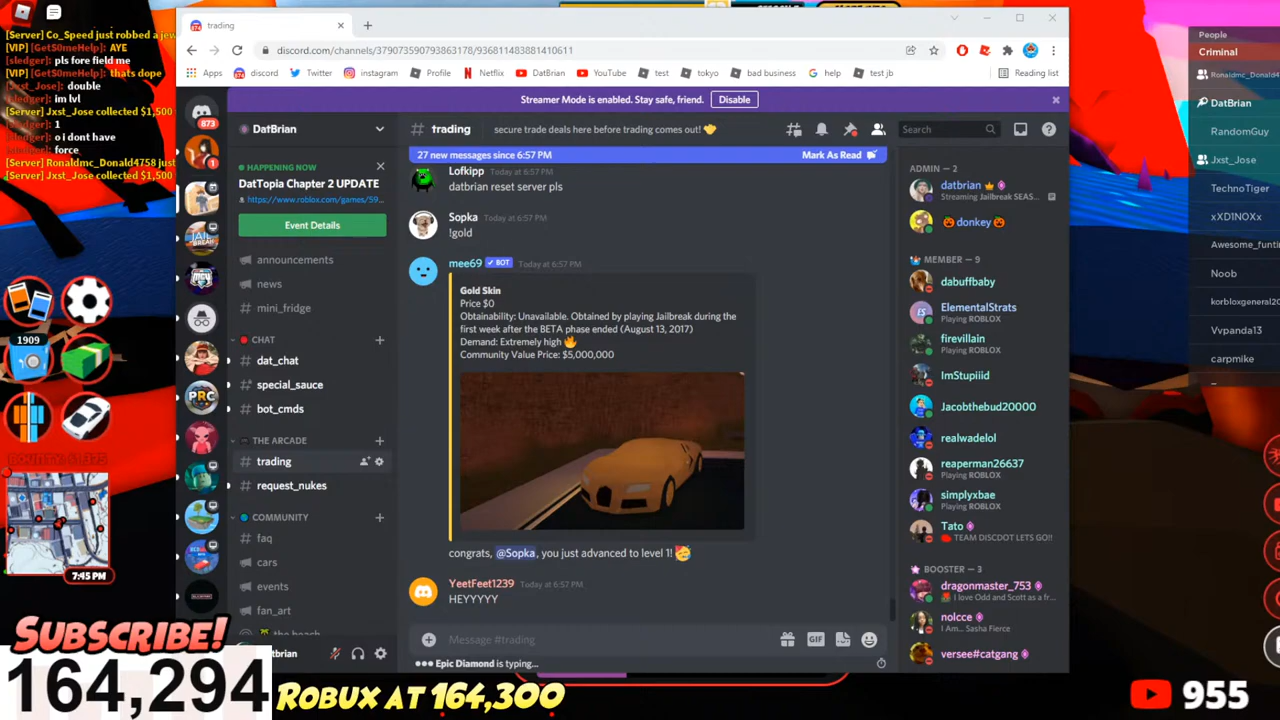 [Server] Co_Speed just robbed a jew
[VIP] [GetS0meHelp]: AYE
[sledger]: pls fore field me
[VIP] [GetS0meHelp]: thats dope
[Jxst_Jose]: double
[sledger]: im lvl
[Server] Jxst_Jose collected $1,500
[sledger]: 1
[sledger]: o i dont have
[sledger]: force
[Server] Ronaldmc_Donald4758 just
[Server] Jxst_Jose collected $1,500
1909
7:45 PM
trading
discord.com/channels/379073590793863178/936811483881410611
Apps
discord
Twitter
instagram
Profile
Netflix
DatBrian
YouTube
test
tokyo
bad business
help
test jb
Reading list
Streamer Mode is enabled. Stay safe, friend.
Disable
873
1
DatBrian
HAPPENING NOW
DatTopla Chapter 2 UPDATE
https://www.roblox.com/games/59...
Event Details
announcements
news
mini_fridge
CHAT
dat_chat
special_sauce
bot_cmds
THE ARCADE
trading
request_nukes
COMMUNITY
faq
cars
events
fan_art
the beach
PRC
# trading
secure trade deals here before trading comes out!
Search
27 new messages since 6:57 PM
Mark As Read
Lofkipp Today at 6:57 PM
datbrian reset server pls
Sopka Today at 6:57 PM
!gold
mee69 BOT Today at 6:57 PM
Gold Skin
Price $0
Obtainability: Unavailable. Obtained by playing Jailbreak during the
first week after the BETA phase ended (August 13, 2017)
Demand: Extremely high
Community Value Price: $5,000,000
congrats, @Sopka, you just advanced to level 1!
YeetFeet1239 Today at 6:57 PM
HEYYYYY
Message #trading
GIF
Epic Diamond is typing...
ADMIN — 2
datbrian
Streaming Jailbreak SEAS...
donkey
MEMBER — 9
dabuffbaby
ElementalStrats
Playing ROBLOX
firevillain
Playing ROBLOX
ImStupiiid
Jacobthebud20000
realwadelol
reaperman26637
Playing ROBLOX
simplyxbae
Playing ROBLOX
Tato
TEAM DISCDOT LETS GO!!
BOOSTER — 3
dragonmaster_753
I love Odd and Scott as a fr...
nolcce
I Am... Sasha Fierce
versee#catgang
People
Criminal
Ronaldmc_Donald4
DatBrian
RandomGuy
Jxst_Jose
TechnoTiger
xXDINOXx
Awesome_funti
Noob
korbloxgeneral20
Vvpanda13
carpmike
SUBSCRIBE!
164,294
ROBUX AT 164,300
955